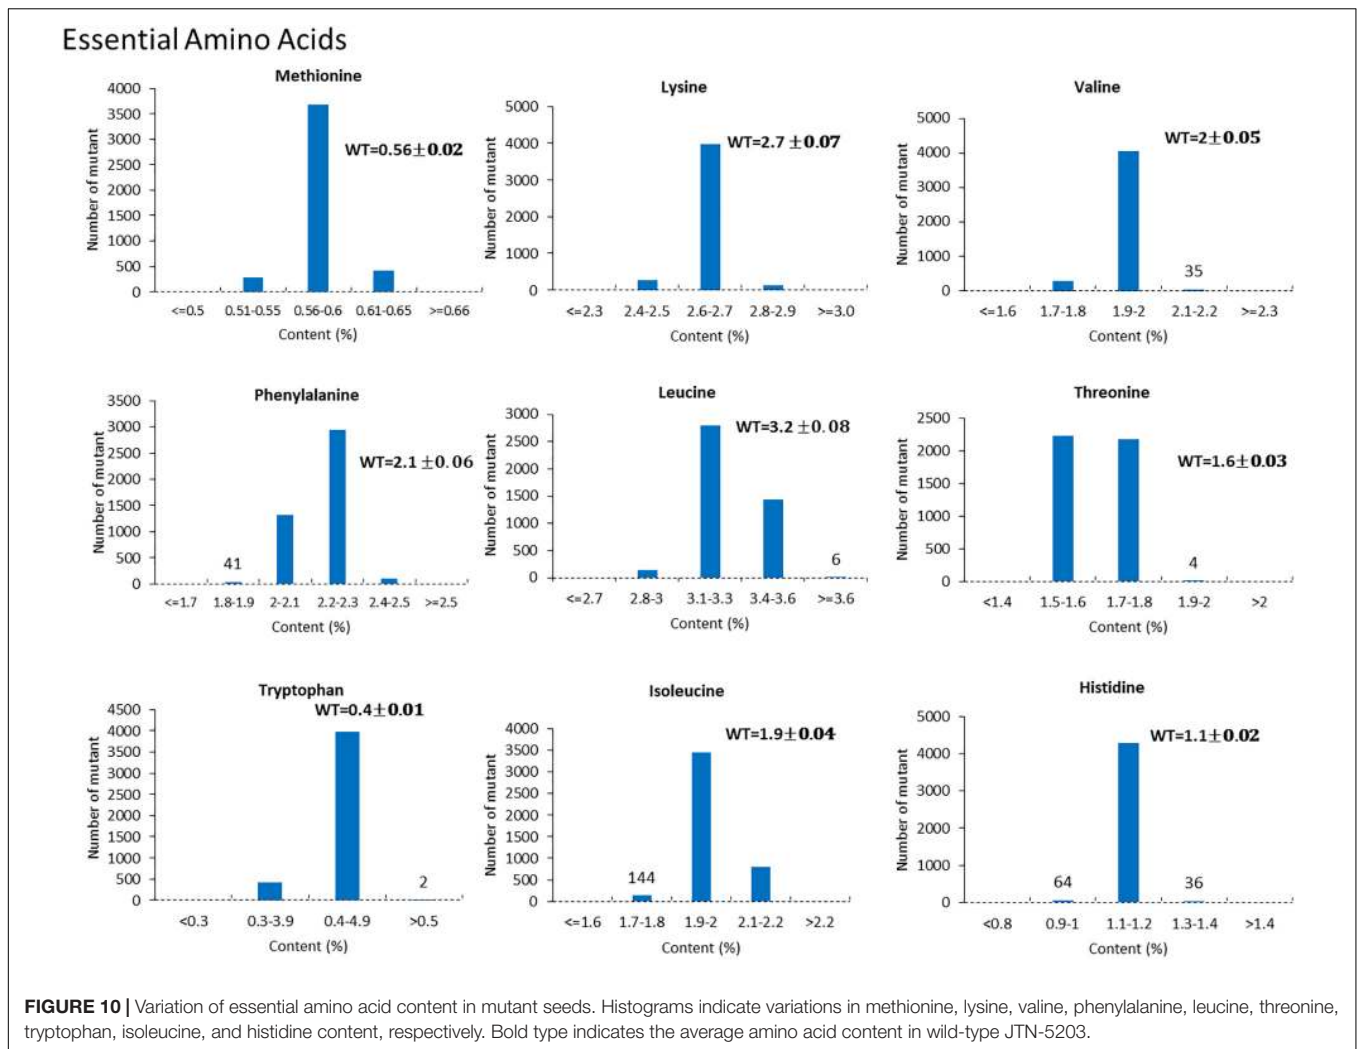 Essential Amino Acids
Methionine
Number of mutant
4000
3500
3000
2500
2000
1500
1000
500
0
WT=0.56±0.02
<=0.5 0.51-0.55 0.56-0.6 0.61-0.65 >=0.66
Content (%)
Lysine
Number of mutant
5000
4000
3000
2000
1000
0
WT=2.7 ±0.07
<=2.3 2.4-2.5 2.6-2.7 2.8-2.9 >=3.0
Content (%)
Valine
Number of mutant
5000
4000
3000
2000
1000
0
WT=2±0.05
35
<=1.6 1.7-1.8 1.9-2 2.1-2.2 >=2.3
Content (%)
Phenylalanine
Number of mutant
3500
3000
2500
2000
1500
1000
500
0
WT=2.1 ±0.06
41
<=1.7 1.8-1.9 2-2.1 2.2-2.3 2.4-2.5 >=2.5
Content (%)
Leucine
Number of mutant
3000
2500
2000
1500
1000
500
0
WT=3.2 ±0.08
6
<=2.7 2.8-3 3.1-3.3 3.4-3.6 >=3.6
Content (%)
Threonine
Number of mutant
2500
2000
1500
1000
500
0
WT=1.6±0.03
4
<1.4 1.5-1.6 1.7-1.8 1.9-2 >2
Content (%)
Tryptophan
Number of mutant
4500
4000
3500
3000
2500
2000
1500
1000
500
0
WT=0.4±0.01
2
<0.3 0.3-3.9 0.4-4.9 >0.5
Content (%)
Isoleucine
Number of mutant
4000
3500
3000
2500
2000
1500
1000
500
0
WT=1.9±0.04
144
<=1.6 1.7-1.8 1.9-2 2.1-2.2 >2.2
Content (%)
Histidine
Number of mutant
5000
4000
3000
2000
1000
0
WT=1.1±0.02
64
36
<0.8 0.9-1 1.1-1.2 1.3-1.4 >1.4
Content (%)
FIGURE 10 | Variation of essential amino acid content in mutant seeds. Histograms indicate variations in methionine, lysine, valine, phenylalanine, leucine, threonine,
tryptophan, isoleucine, and histidine content, respectively. Bold type indicates the average amino acid content in wild-type JTN-5203.